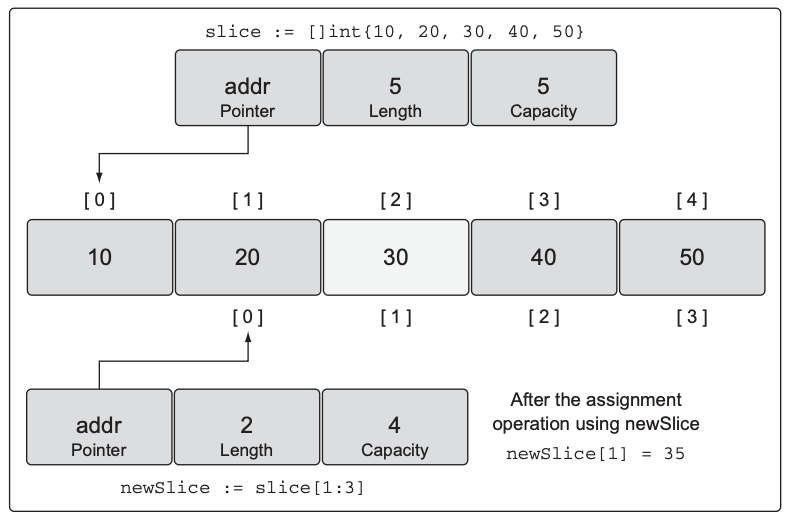 slice := []int{10, 20, 30, 40, 50}
addr 5 5
Pointer Length Capacity
[0] [1] [2] [3] [4]
10 20 30 40 50
[0] [1] [2] [3]
addr 2 4
Pointer Length Capacity
After the assignment
operation using newSlice
newSlice[1] = 35
newSlice := slice[1:3]